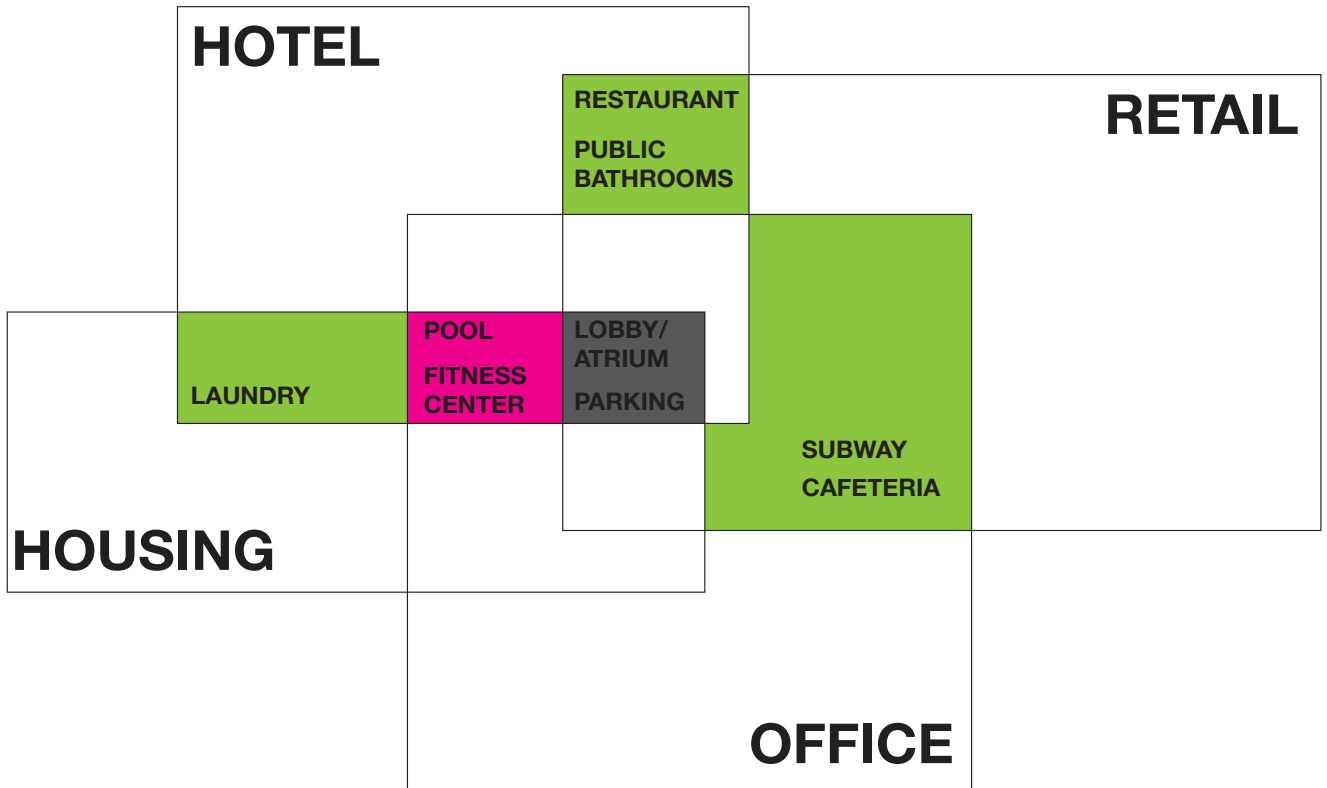 HOTEL
RESTAURANT
PUBLIC
BATHROOMS
RETAIL
LAUNDRY
POOL
FITNESS
CENTER
LOBBY/
ATRIUM
PARKING
SUBWAY
CAFETERIA
HOUSING
OFFICE